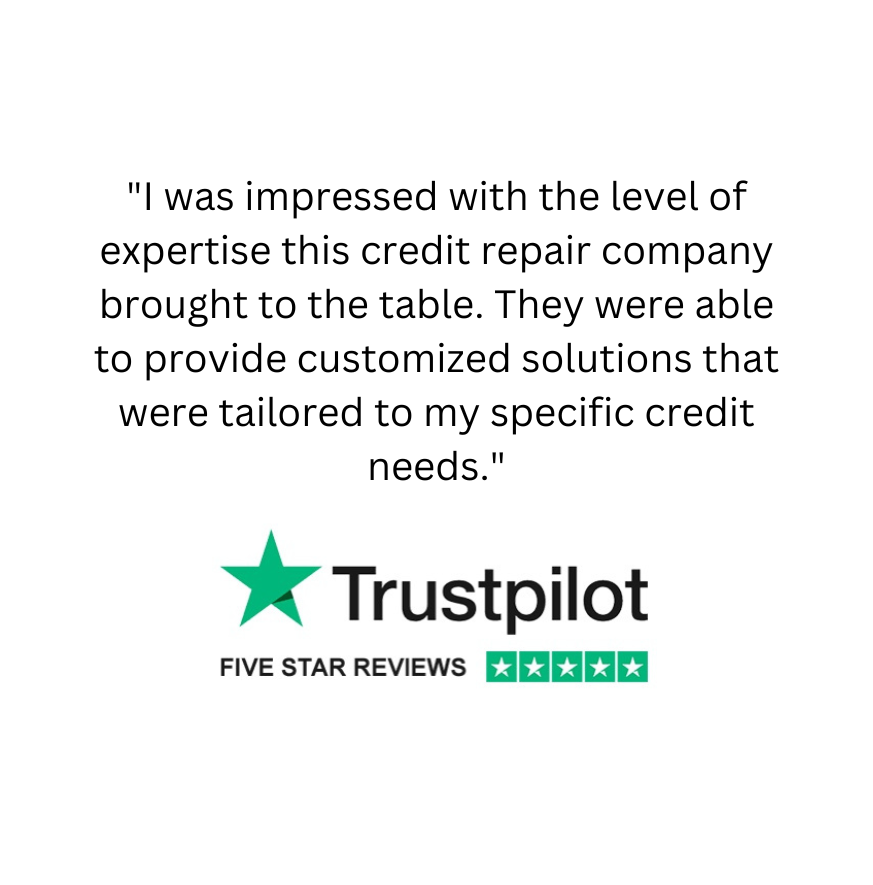 "I was impressed with the level of
expertise this credit repair company
brought to the table. They were able
to provide customized solutions that
were tailored to my specific credit
needs."
Trustpilot
FIVE STAR REVIEWS